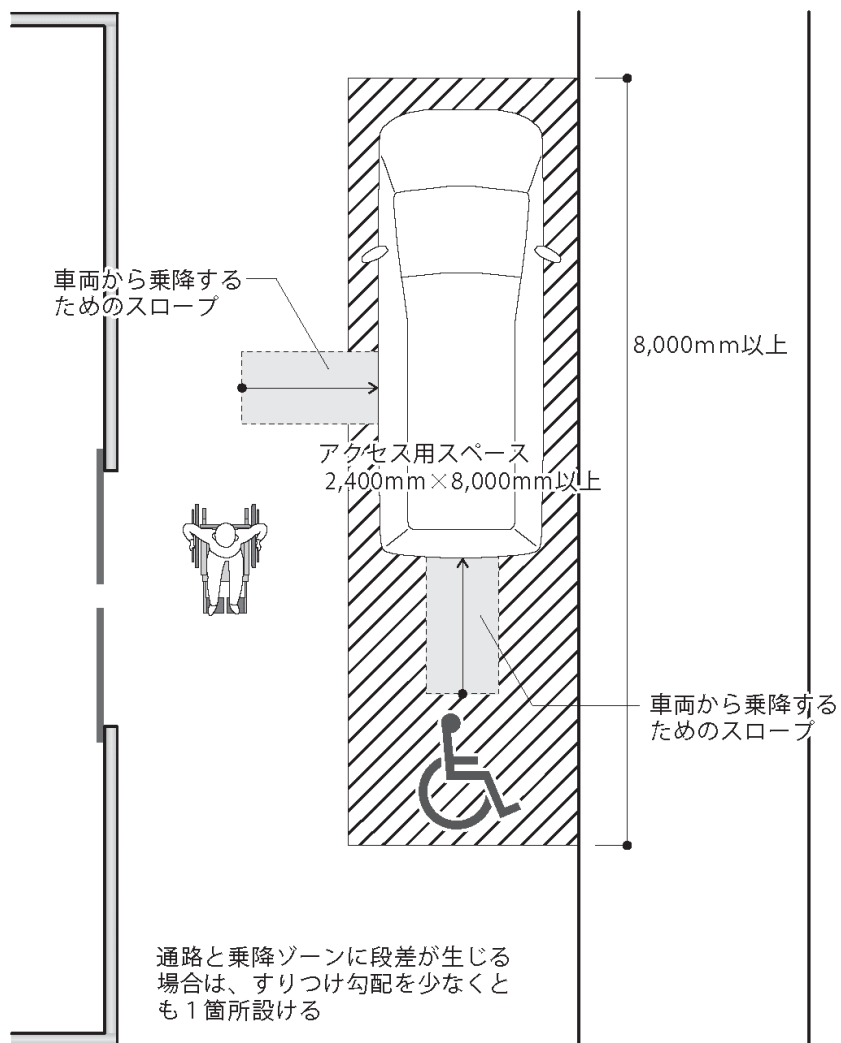 車両から乗降する
ためのスロープ
8,000mm以上
アクセス用スペース
2,400mm×8,000mm以上
車両から乗降する
ためのスロープ
通路と乗降ゾーンに段差が生じる
場合は、すりつけ勾配を少なくと
も1箇所設ける